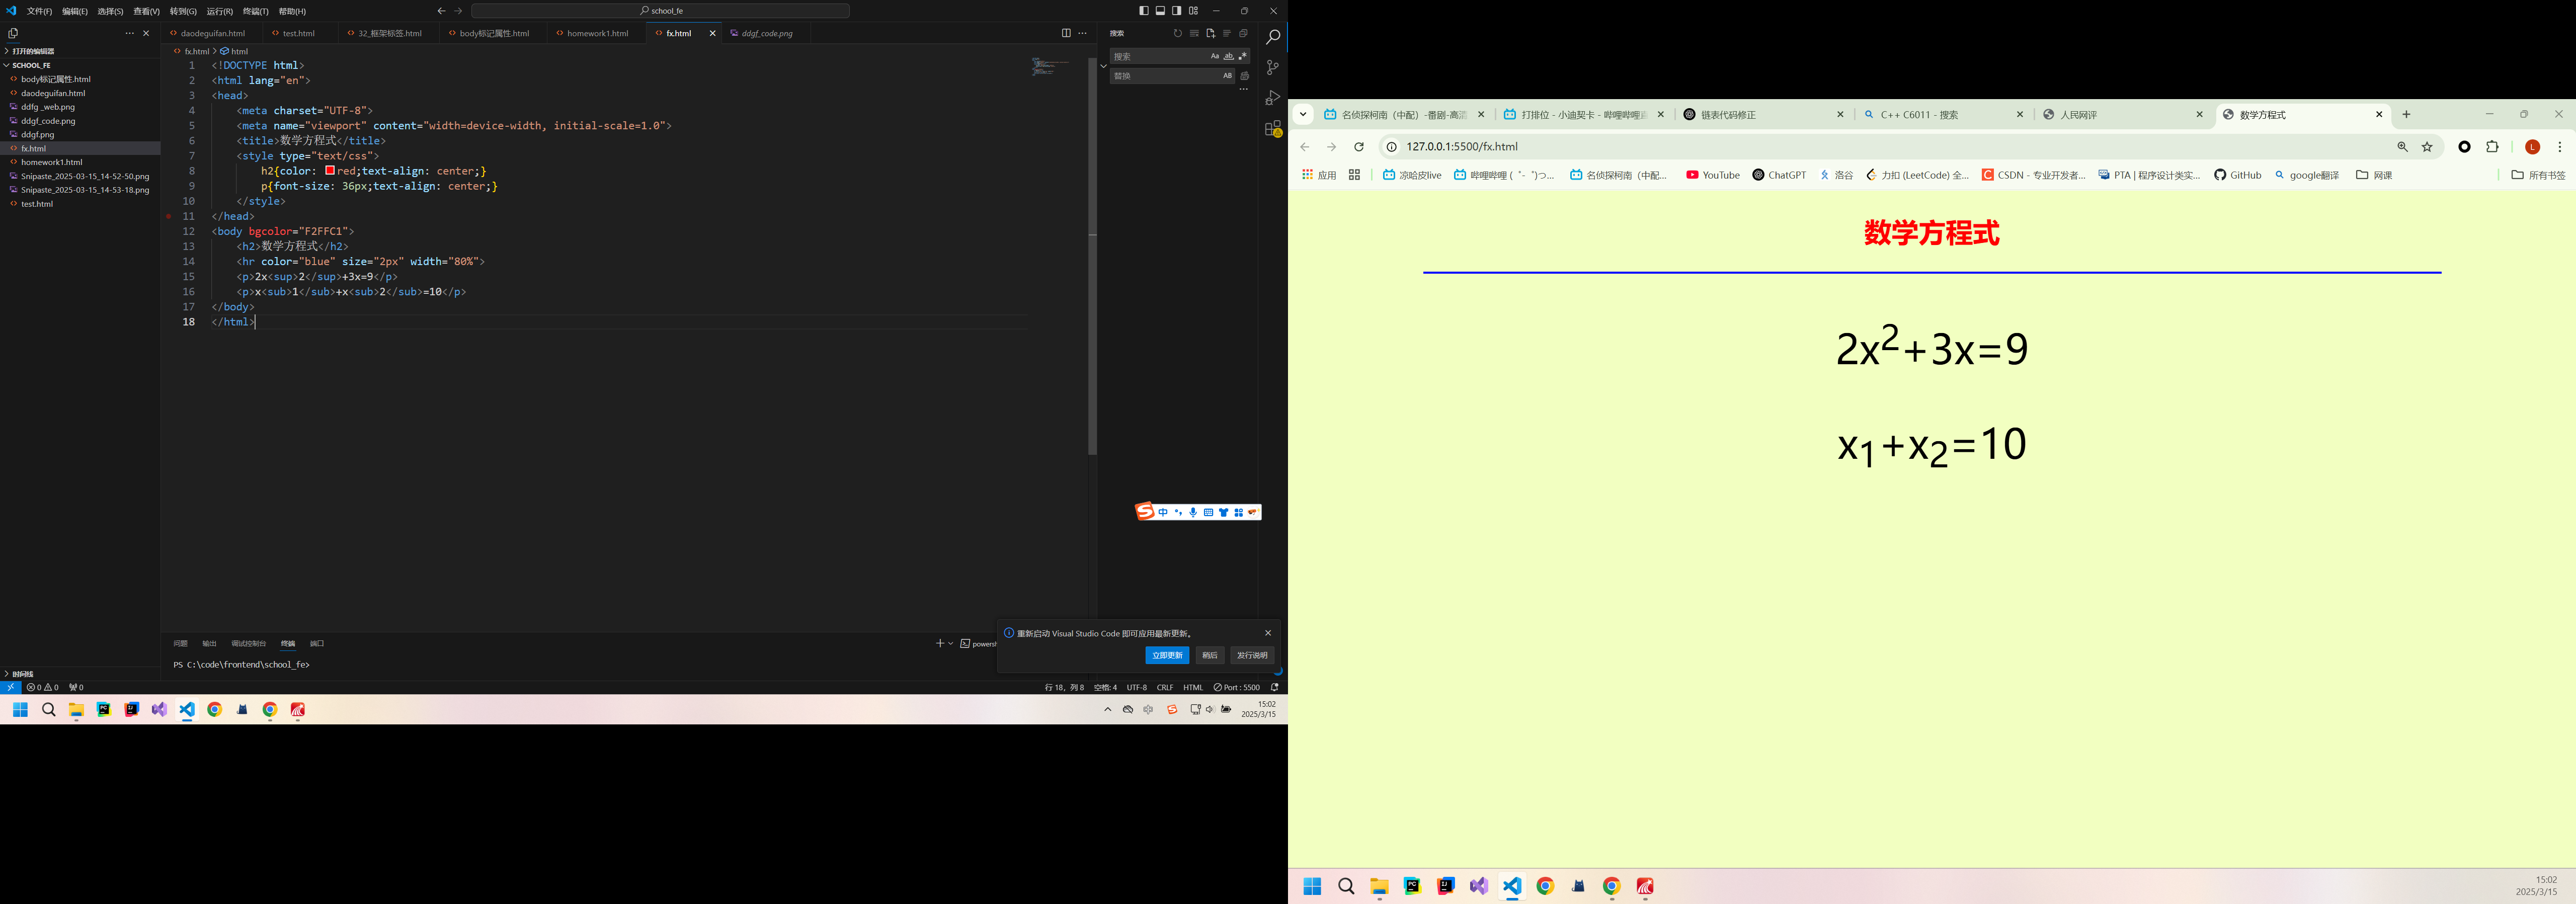 文件(F) 编辑(E) 选择(S) 查看(V) 转到(G) 运行(R) 终端(T) 帮助(H)
school_fe
打开的编辑器
SCHOOL_FE
body标记属性.html
daodeguifan.html
ddfg _web.png
ddgf_code.png
ddgf.png
fx.html
homework1.html
Snipaste_2025-03-15_14-52-50.png
Snipaste_2025-03-15_14-53-18.png
test.html
时间线
daodeguifan.html test.html 32_框架标签.html body标记属性.html homework1.html fx.html ddgf_code.png
fx.html > html
1 <!DOCTYPE html>
2 <html lang="en">
3 <head>
4 <meta charset="UTF-8">
5 <meta name="viewport" content="width=device-width, initial-scale=1.0">
6 <title>数学方程式</title>
7 <style type="text/css">
8 h2{color: red;text-align: center;}
9 p{font-size: 36px;text-align: center;}
10 </style>
11 </head>
12 <body bgcolor="F2FFC1">
13 <h2>数学方程式</h2>
14 <hr color="blue" size="2px" width="80%">
15 <p>2x<sup>2</sup>+3x=9</p>
16 <p>x<sub>1</sub>+x<sub>2</sub>=10</p>
17 </body>
18 </html>
搜索
搜索 Aa ab
替换 AB
中
问题 输出 调试控制台 终端 端口
PS C:\code\frontend\school_fe>
重新启动 Visual Studio Code 即可应用最新更新。
立即更新 稍后 发行说明
0 0 0
行 18，列 8 空格: 4 UTF-8 CRLF HTML Port : 5500
15:02
2025/3/15
名侦探柯南（中配）-番剧-高清 打排位 - 小迪契卡 - 哔哩哔哩直 链表代码修正 C++ C6011 - 搜索 人民网评 数学方程式
127.0.0.1:5500/fx.html
L
应用 凉哈皮live 哔哩哔哩 (゜-゜)つ... 名侦探柯南（中配... YouTube ChatGPT 洛谷 力扣 (LeetCode) 全... CSDN - 专业开发者... PTA | 程序设计类实... GitHub google翻译 网课 所有书签
数学方程式
2x²+3x=9
x₁+x₂=10
15:02
2025/3/15